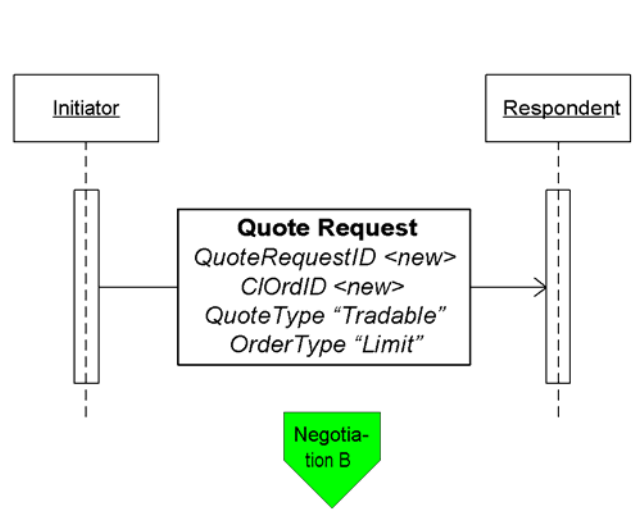 Initiator
Respondent
Quote Request
QuoteRequestID <new>
ClOrdID <new>
QuoteType “Tradable”
OrderType “Limit”
Negotia-
tion B